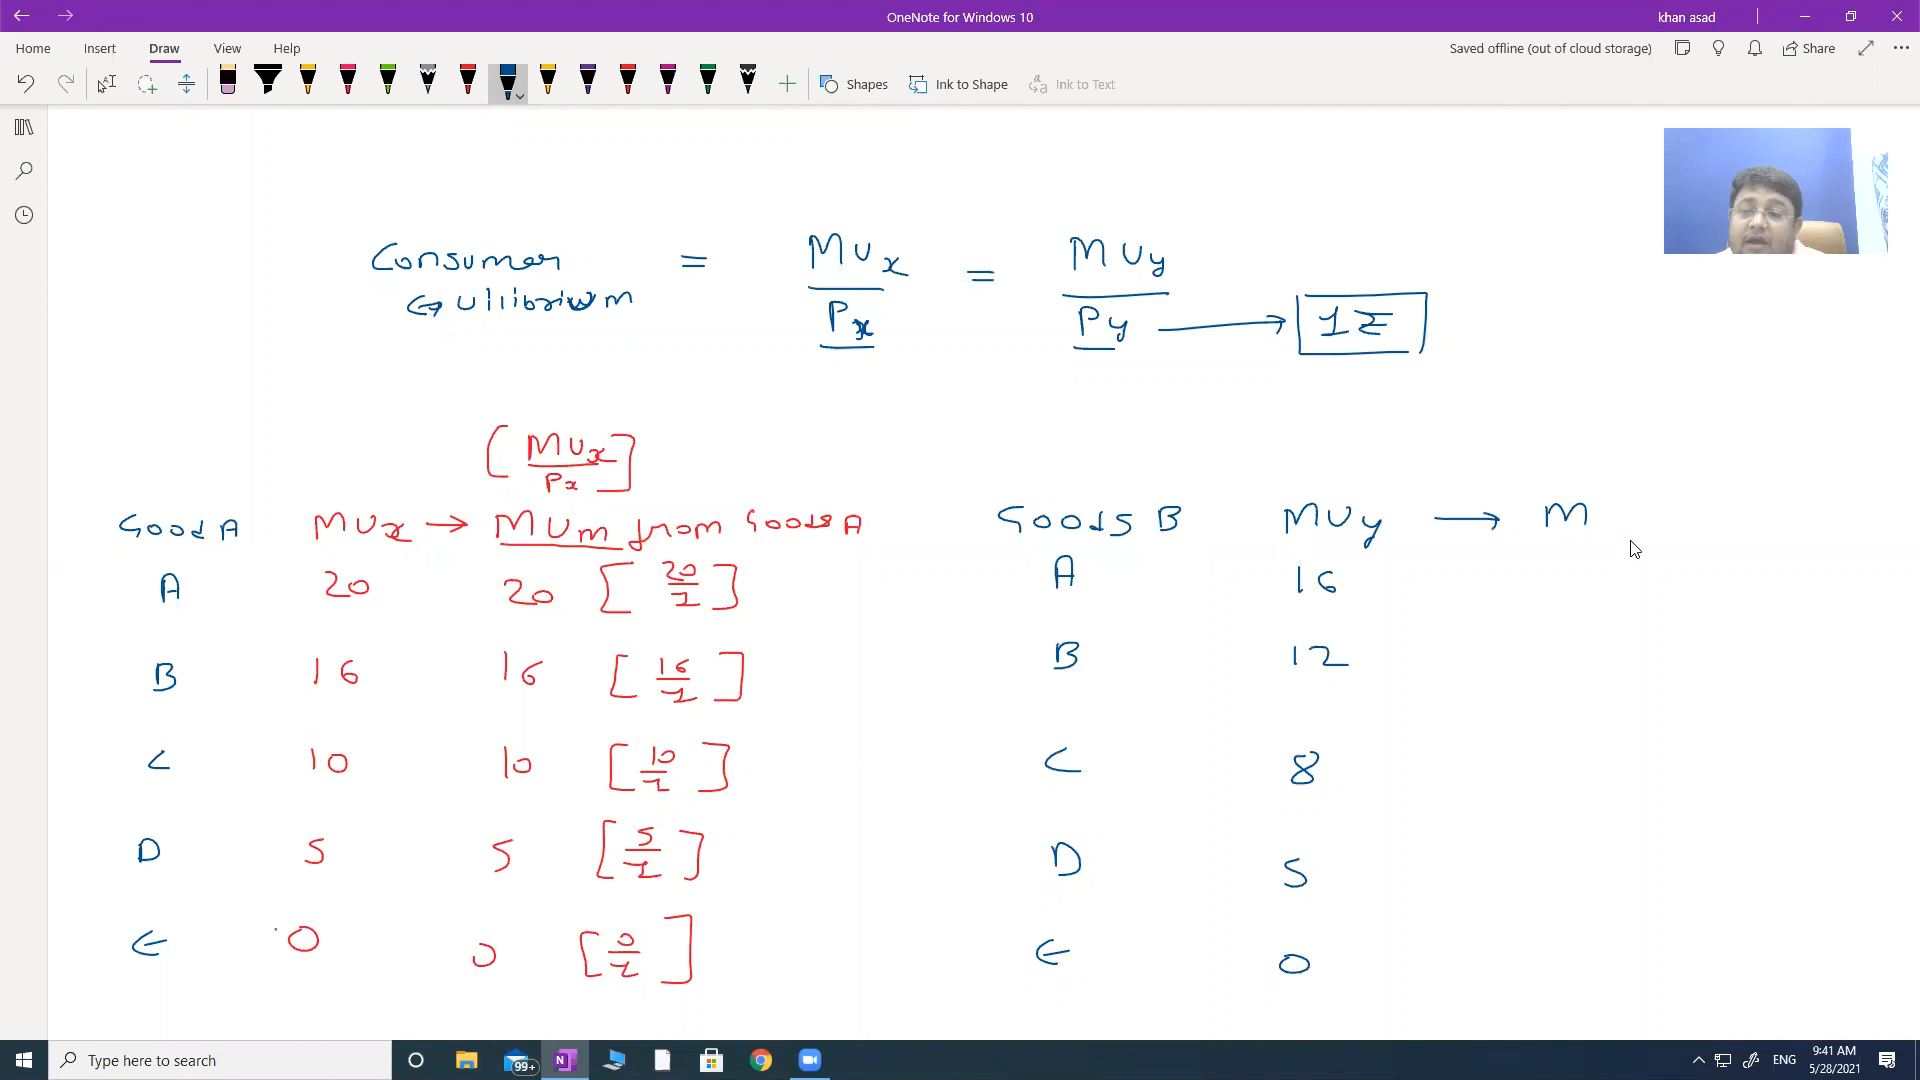 OneNote for Windows 10
khan asad
Home Insert Draw View Help
Saved offline (out of cloud storage)
Share
Shapes
Ink to Shape
Ink to Text
Consumer = MUx = MUy
Px Py → 1
[MUx
Px]
Good A MUx → MUm from Goods A
A 20 20 [20/1]
B 16 16 [16/1]
C 10 10 [10/1]
D 5 5 [5/1]
E 0 0 [0/1]
Goods B MUy → M
A 16
B 12
C 8
D 5
E 0
Type here to search
99+
ENG
9:41 AM
5/28/2021